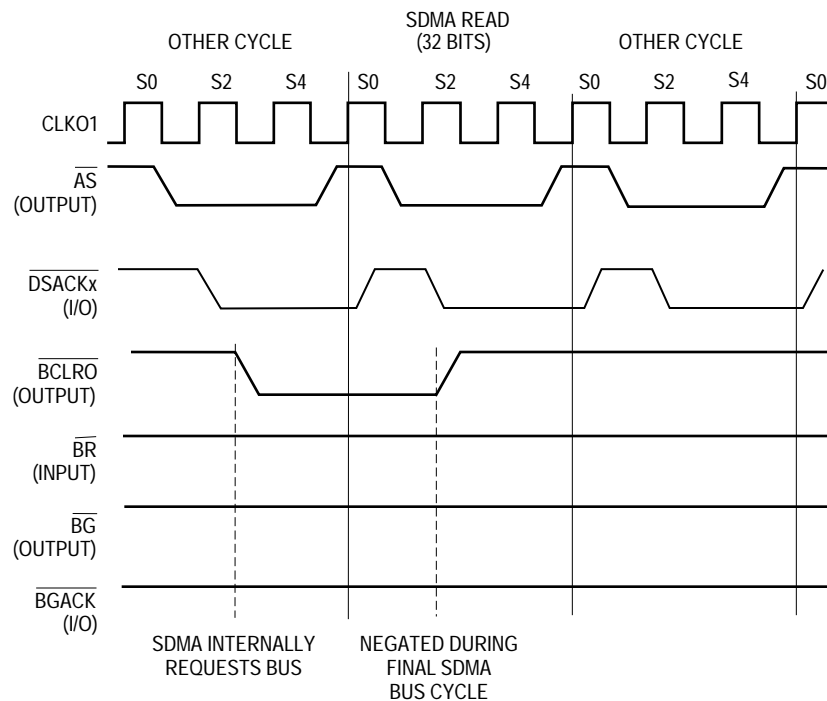 SDMA READ
(32 BITS)
OTHER CYCLE
OTHER CYCLE
S0 S2 S4 S0 S2 S4 S0 S2 S4 S0
CLKO1
AS
(OUTPUT)
DSACKx
(I/O)
BCLRO
(OUTPUT)
BR
(INPUT)
BG
(OUTPUT)
BGACK
(I/O)
SDMA INTERNALLY
REQUESTS BUS
NEGATED DURING
FINAL SDMA
BUS CYCLE